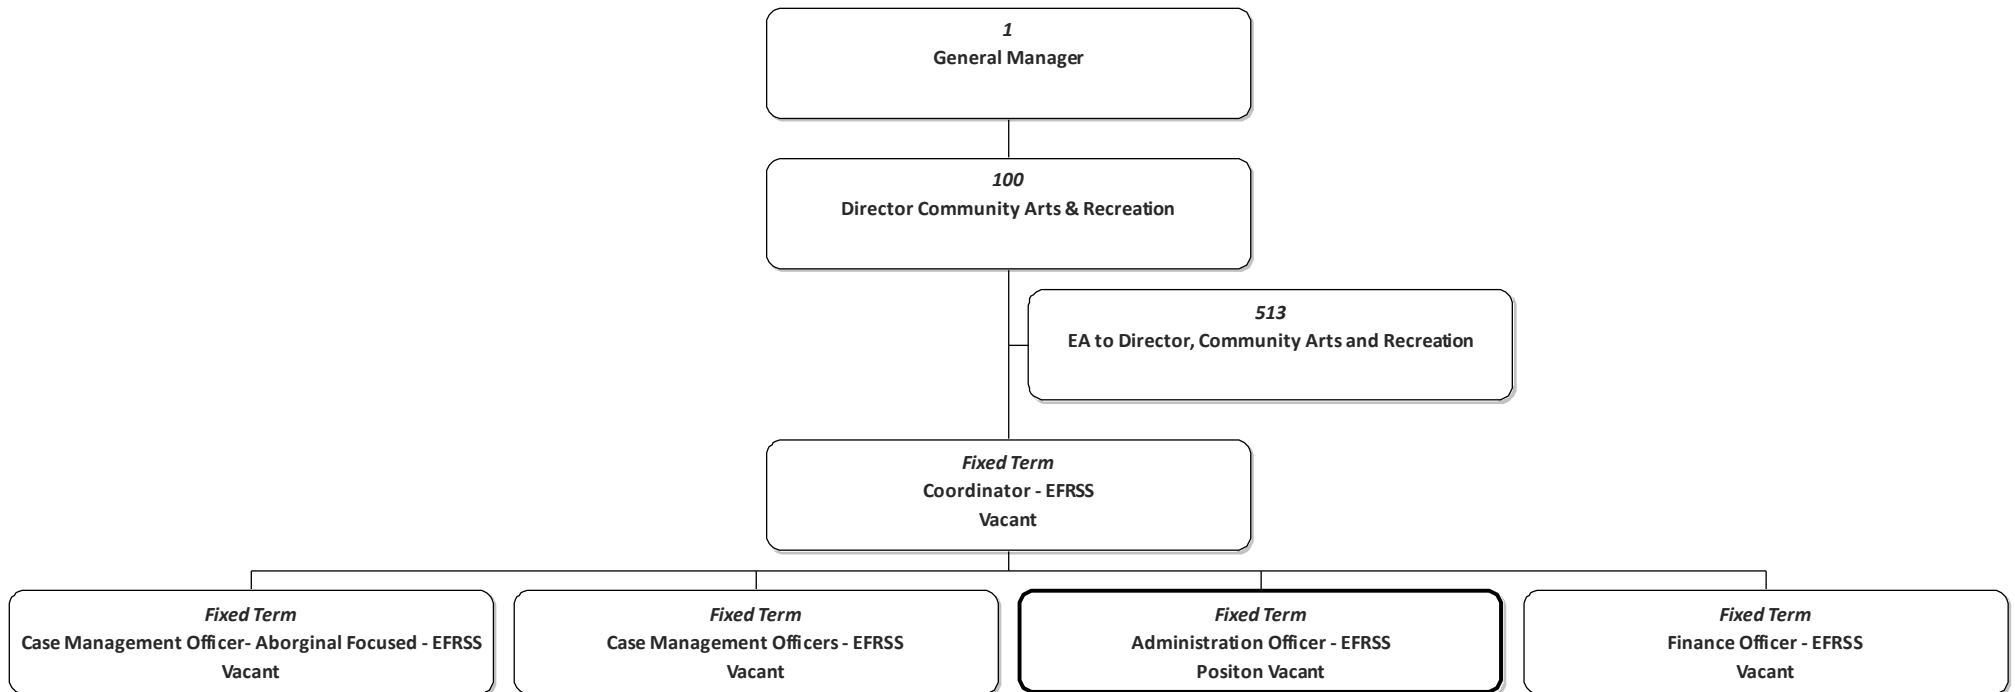 1
General Manager
100
Director Community Arts & Recreation
513
EA to Director, Community Arts and Recreation
Fixed Term
Coordinator - EFRSS
Vacant
Fixed Term
Case Management Officer- Aborginal Focused - EFRSS
Vacant
Fixed Term
Case Management Officers - EFRSS
Vacant
Fixed Term
Administration Officer - EFRSS
Positon Vacant
Fixed Term
Finance Officer - EFRSS
Vacant